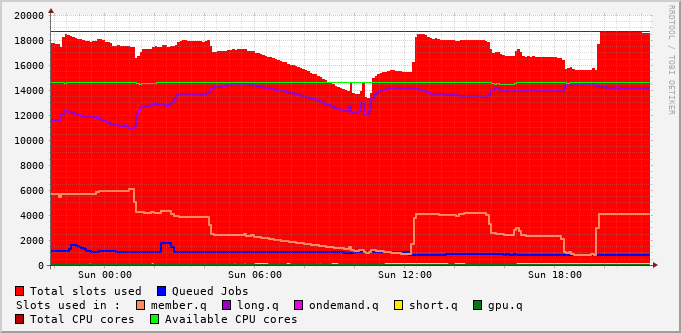 20000
18000
16000
14000
12000
10000
8000
6000
4000
2000
0
Sun 00:00 Sun 06:00 Sun 12:00 Sun 18:00
Total slots used Queued Jobs
Slots used in : member.q long.q ondemand.q short.q gpu.q
Total CPU cores Available CPU cores
RRDTOOL / TOBI OETIKER